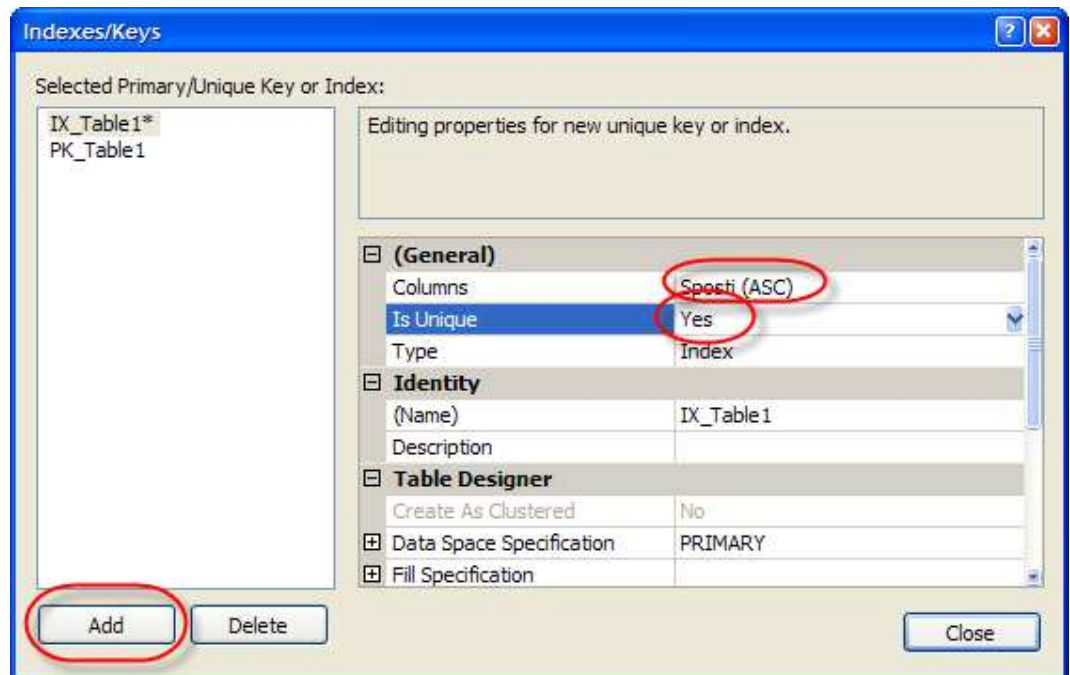 Indexes/Keys
Selected Primary/Unique Key or Index:
IX_Table1*
PK_Table1
Editing properties for new unique key or index.
(General)
Columns Sposti (ASC)
Is Unique Yes
Type Index
Identity
(Name) IX_Table1
Description
Table Designer
Create As Clustered No
Data Space Specification PRIMARY
Fill Specification
Add Delete Close